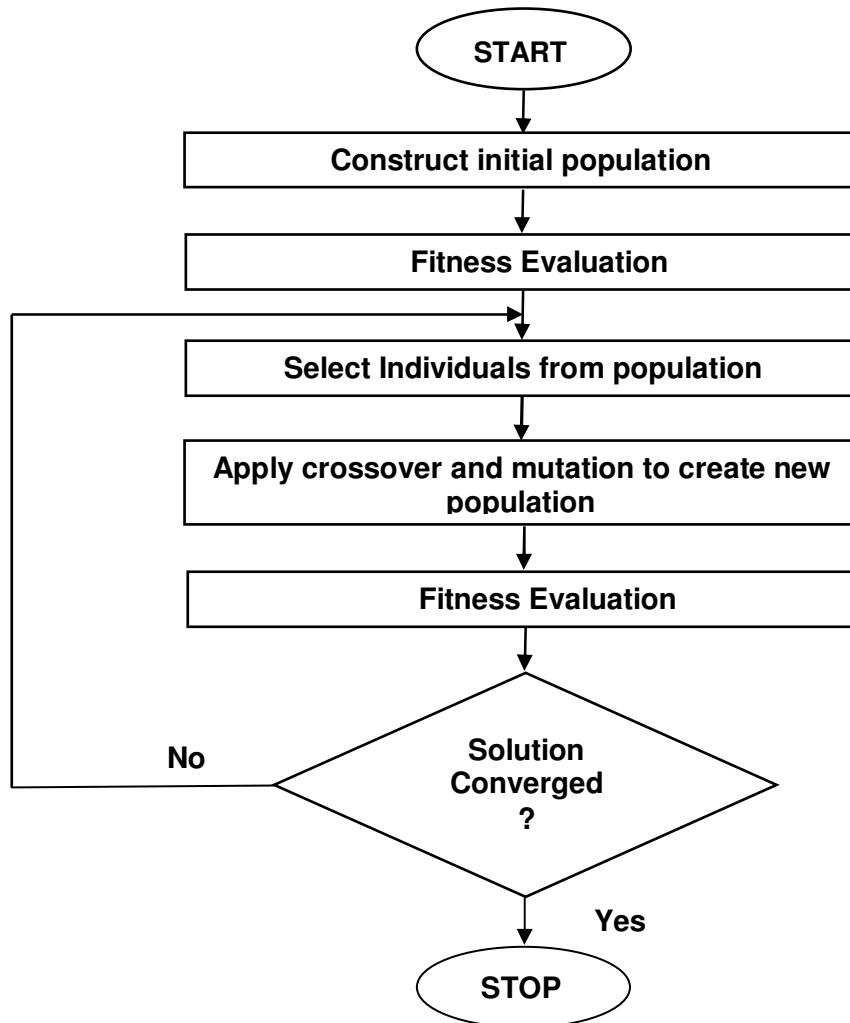 START
Construct initial population
Fitness Evaluation
Select Individuals from population
Apply crossover and mutation to create new
population
Fitness Evaluation
Solution
Converged
?
No
Yes
STOP